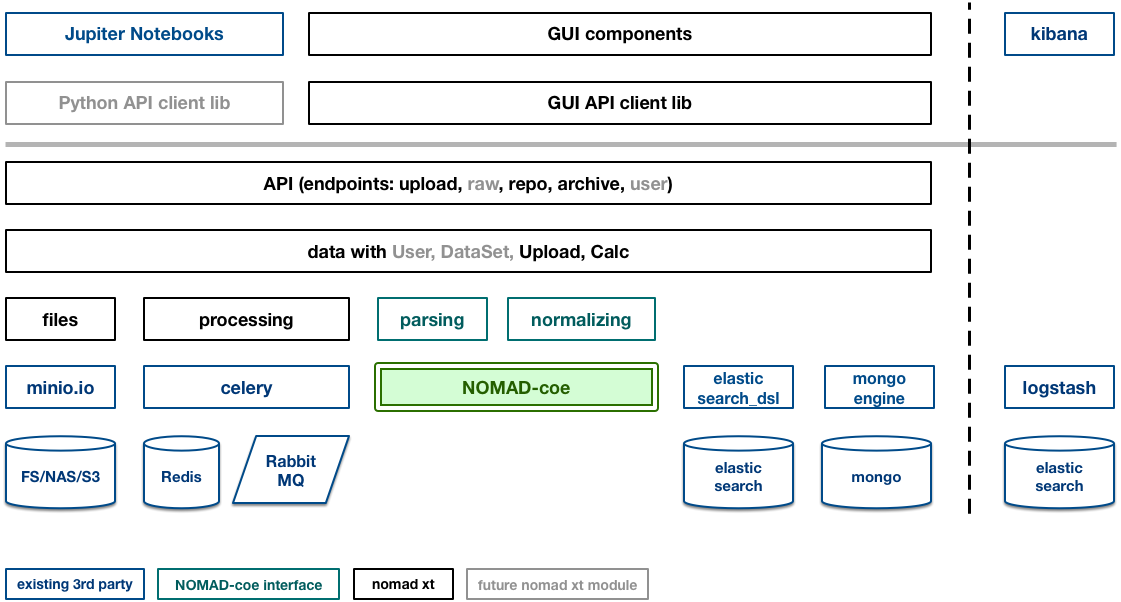 Jupiter Notebooks
GUI components
kibana
Python API client lib
GUI API client lib
API (endpoints: upload, raw, repo, archive, user)
data with User, DataSet, Upload, Calc
files
processing
parsing
normalizing
minio.io
celery
NOMAD-coe
elastic
search_dsl
mongo
engine
logstash
FS/NAS/S3
Redis
Rabbit
MQ
elastic
search
mongo
elastic
search
existing 3rd party
NOMAD-coe interface
nomad xt
future nomad xt module